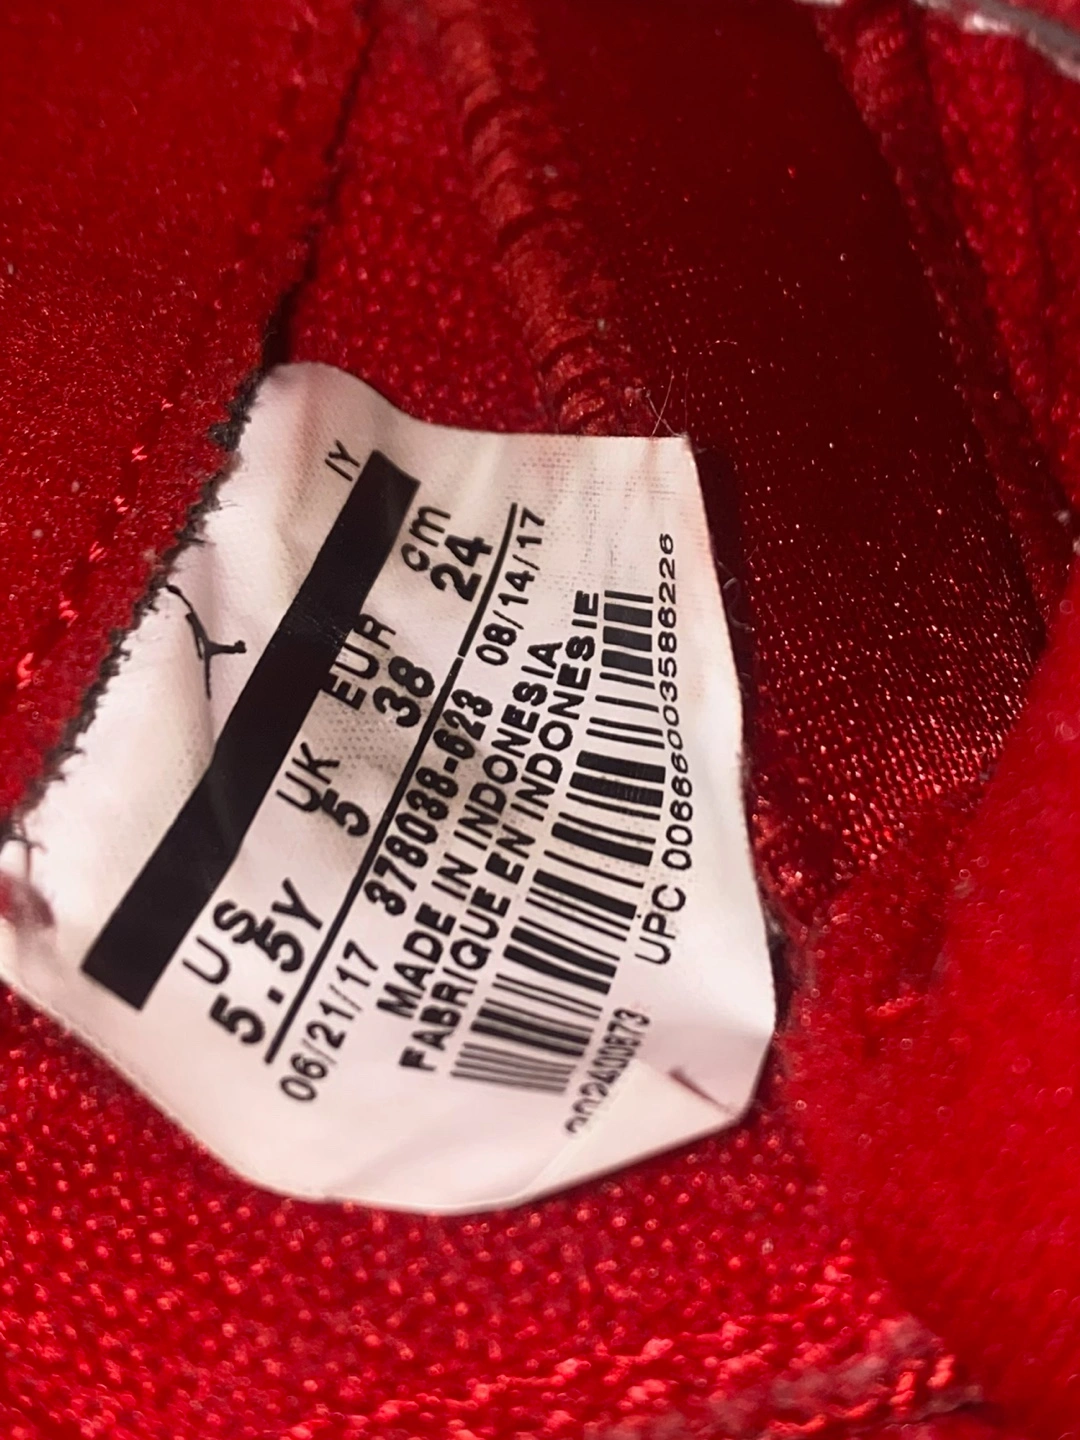 IY
US UK EUR cm
5.5Y 5 38 24
06/21/17 378038-623 08/14/17
MADE IN INDONESIA
FABRIQUE EN INDONESIE
UPC 00666003586226